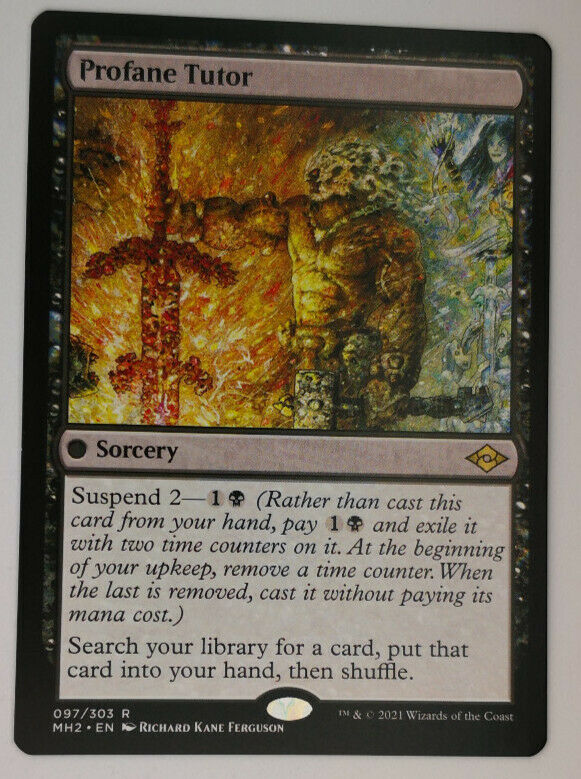 Profane Tutor
Sorcery
Suspend 2—1 (Rather than cast this
card from your hand, pay 1 and exile it
with two time counters on it. At the beginning
of your upkeep, remove a time counter. When
the last is removed, cast it without paying its
mana cost.)
Search your library for a card, put that
card into your hand, then shuffle.
097/303 R
MH2 • EN Richard Kane Ferguson
™ & © 2021 Wizards of the Coast